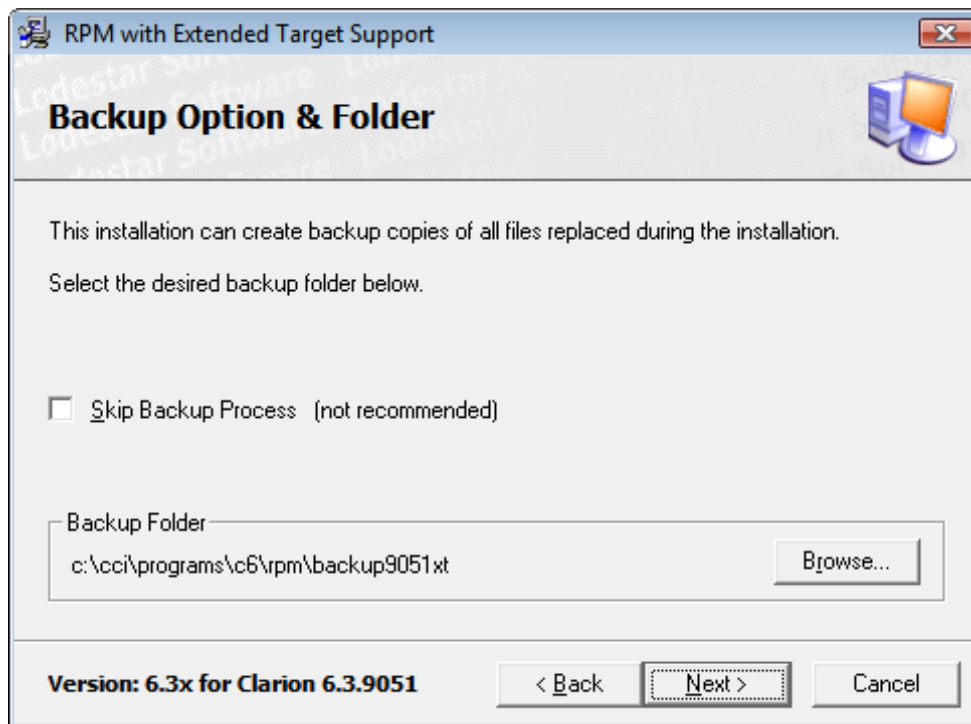 RPM with Extended Target Support
Backup Option & Folder
This installation can create backup copies of all files replaced during the installation.
Select the desired backup folder below.
Skip Backup Process (not recommended)
Backup Folder
c:\cci\programs\c6\rpm\backup9051xt
Browse...
Version: 6.3x for Clarion 6.3.9051
< Back
Next >
Cancel